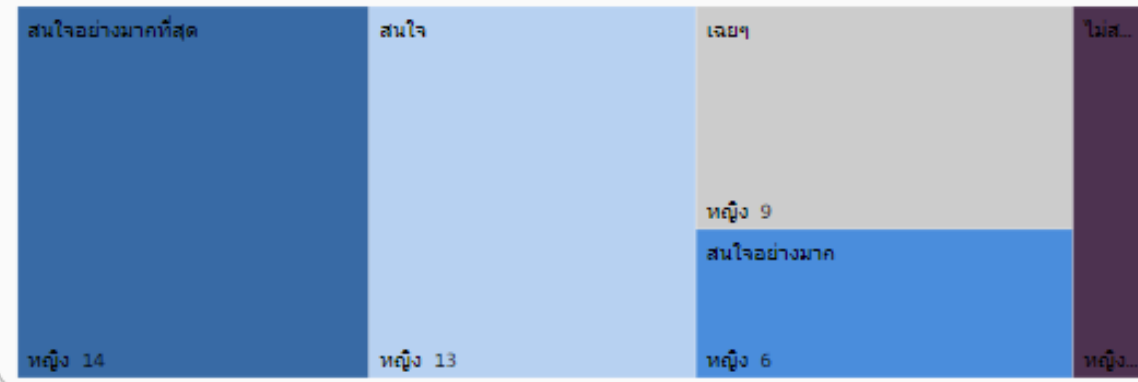 สนใจอย่างมากที่สุด
หญิง 14
สนใจ
หญิง 13
เฉยๆ
หญิง 9
สนใจอย่างมาก
หญิง 6
ไม่ส...
หญิง...